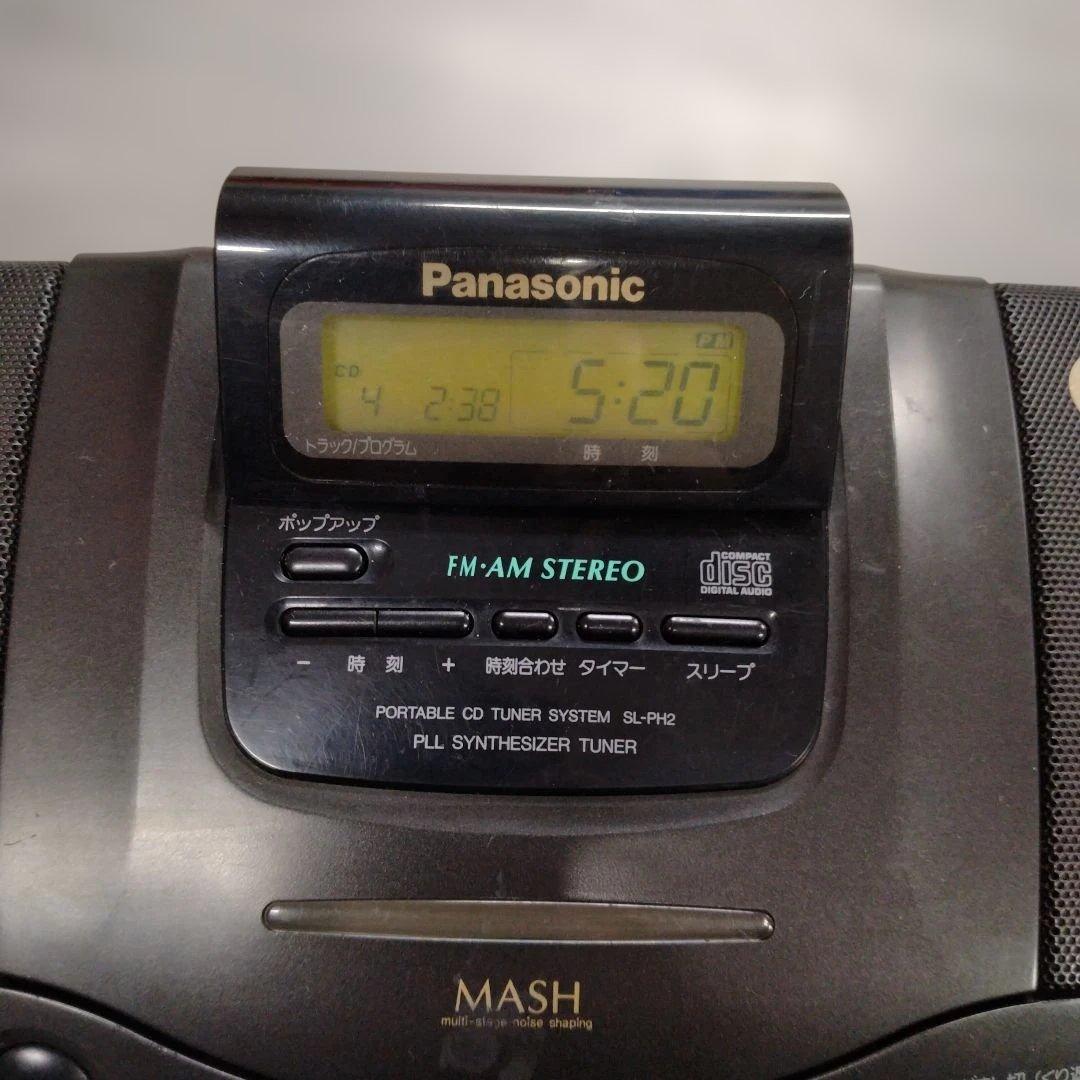 Panasonic
PM
CD
4 2:38 5:20
トラック/プログラム 時 刻
ポップアップ
FM・AM STEREO
COMPACT
disc
DIGITAL AUDIO
− 時 刻 + 時刻合わせ タイマー スリープ
PORTABLE CD TUNER SYSTEM SL-PH2
PLL SYNTHESIZER TUNER
MASH
multi-stage noise shaping